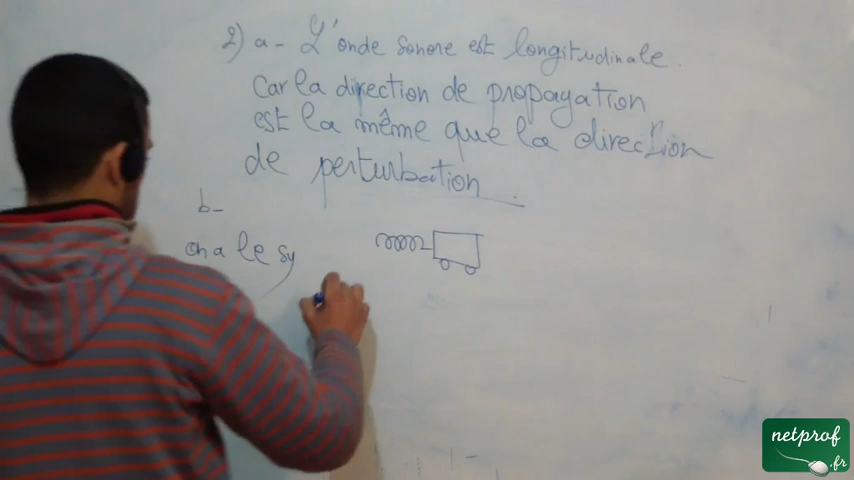 2) a- L'onde sonore est longitudinale.
Car la direction de propagation
est la même que la direction
de perturbation.
b-
on a le sy
netprof
.fr